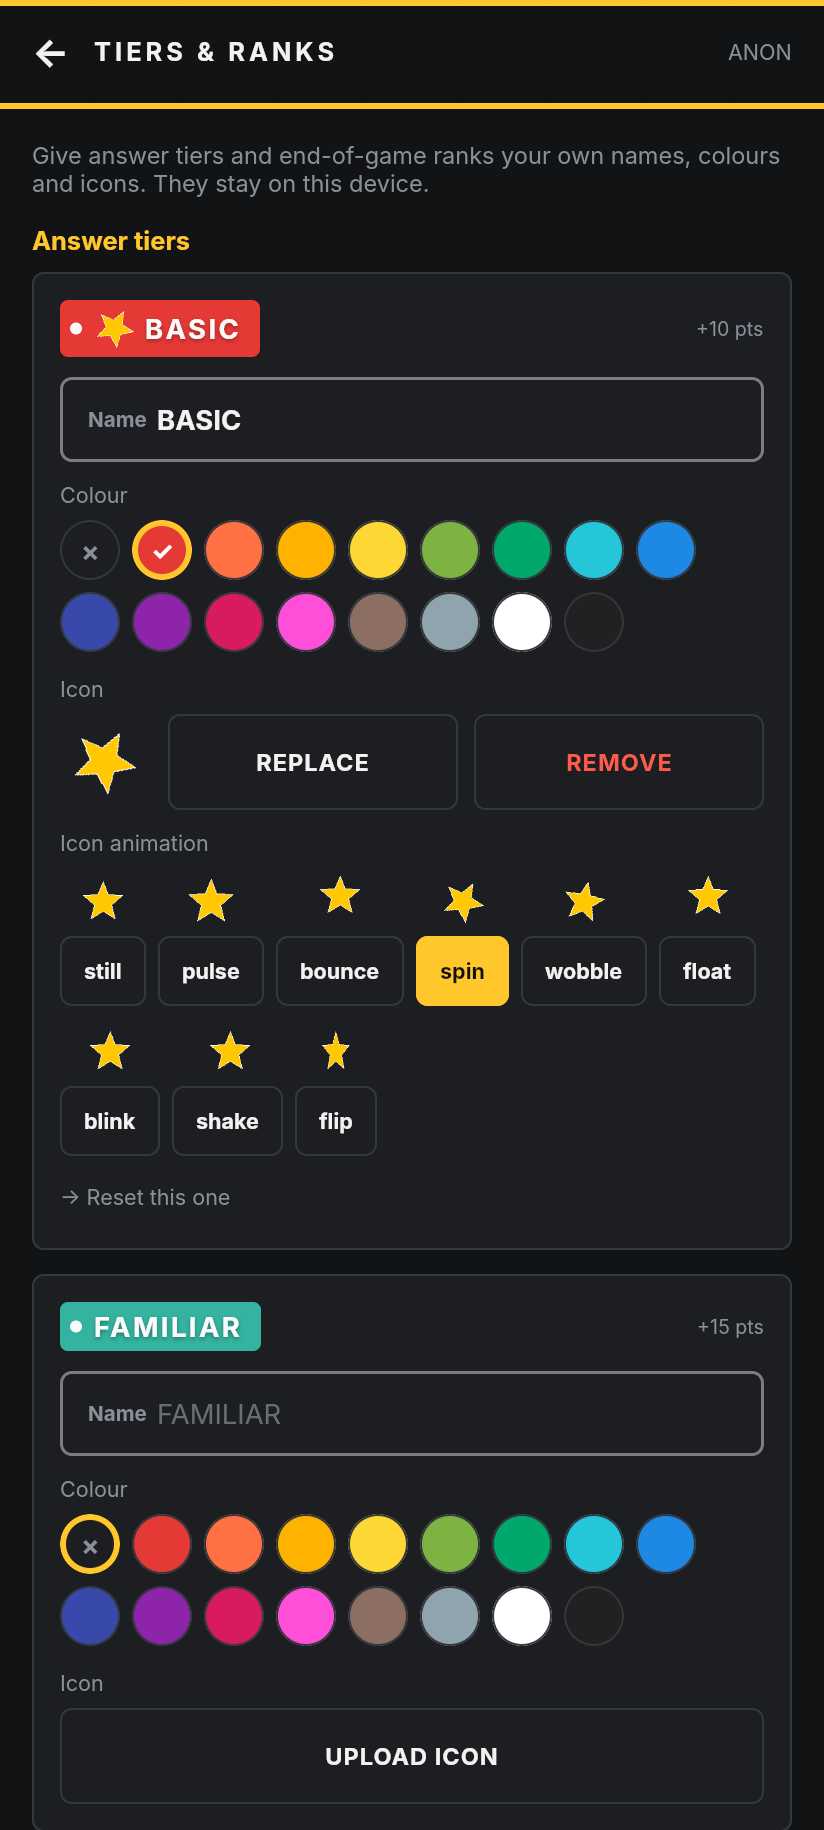 ← TIERS & RANKS ANON
Give answer tiers and end-of-game ranks your own names, colours
and icons. They stay on this device.
Answer tiers
BASIC +10 pts
Name BASIC
Colour
Icon
REPLACE REMOVE
Icon animation
still pulse bounce spin wobble float
blink shake flip
→ Reset this one
FAMILIAR +15 pts
Name FAMILIAR
Colour
Icon
UPLOAD ICON